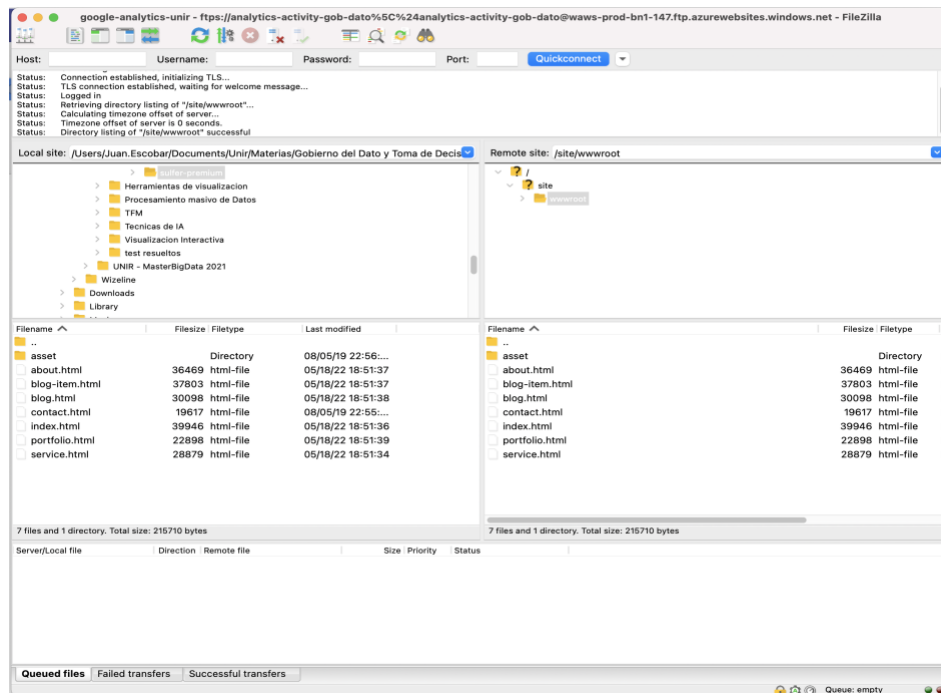 google-analytics-unir - ftps://analytics-activity-gob-dato%5C%24analytics-activity-gob-dato@waws-prod-bn1-147.ftp.azurewebsites.windows.net - FileZilla
Host: Username: Password: Port: Quickconnect
Status: Connection established, initializing TLS...
Status: TLS connection established, waiting for welcome message...
Status: Logged in
Status: Retrieving directory listing of "/site/wwwroot"...
Status: Calculating timezone offset of server...
Status: Timezone offset of server is 0 seconds.
Status: Directory listing of "/site/wwwroot" successful
Local site: /Users/Juan.Escobar/Documents/Unir/Materias/Gobierno del Dato y Toma de Decis
sulfer-premium
Herramientas de visualizacion
Procesamiento masivo de Datos
TFM
Tecnicas de IA
Visualizacion Interactiva
test resueltos
UNIR - MasterBigData 2021
Wizeline
Downloads
Library
Remote site: /site/wwwroot
/
site
wwwroot
Filename Filesize Filetype Last modified
..
asset Directory 08/05/19 22:56:...
about.html 36469 html-file 05/18/22 18:51:37
blog-item.html 37803 html-file 05/18/22 18:51:37
blog.html 30098 html-file 05/18/22 18:51:38
contact.html 19617 html-file 08/05/19 22:55:...
index.html 39946 html-file 05/18/22 18:51:36
portfolio.html 22898 html-file 05/18/22 18:51:39
service.html 28879 html-file 05/18/22 18:51:34
7 files and 1 directory. Total size: 215710 bytes
Filename Filesize Filetype
..
asset Directory
about.html 36469 html-file
blog-item.html 37803 html-file
blog.html 30098 html-file
contact.html 19617 html-file
index.html 39946 html-file
portfolio.html 22898 html-file
service.html 28879 html-file
7 files and 1 directory. Total size: 215710 bytes
Server/Local file Direction Remote file Size Priority Status
Queued files Failed transfers Successful transfers
Queue: empty